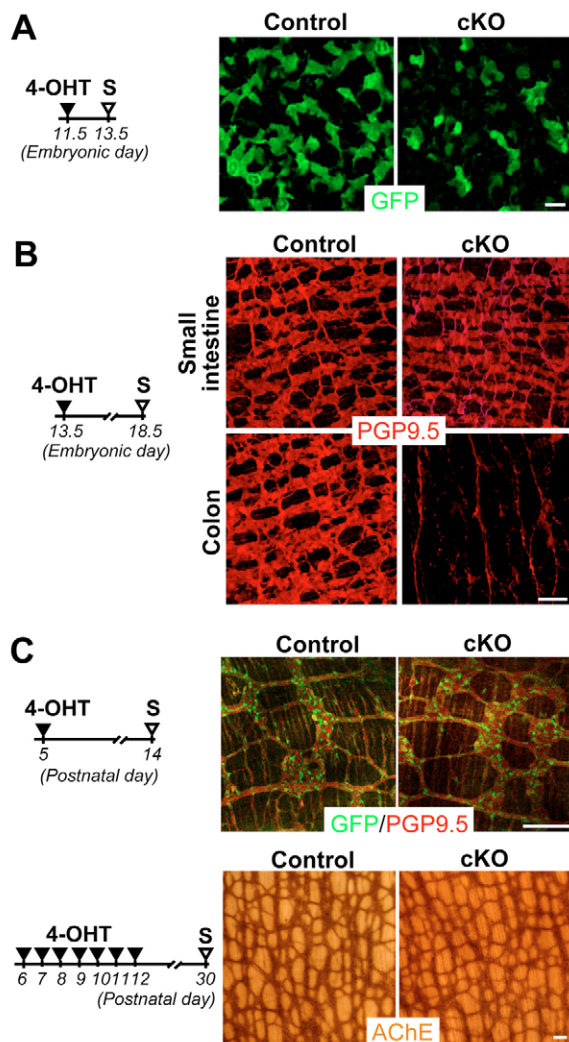 A
Control
cKO
4-OHT S
11.5 13.5
(Embryonic day)
GFP
B
Control
cKO
Small
intestine
4-OHT S
13.5 18.5
(Embryonic day)
PGP9.5
Colon
C
Control
cKO
4-OHT S
5 14
(Postnatal day)
GFP/PGP9.5
Control
cKO
4-OHT S
6 7 8 9 10 11 12 30
(Postnatal day)
AChE